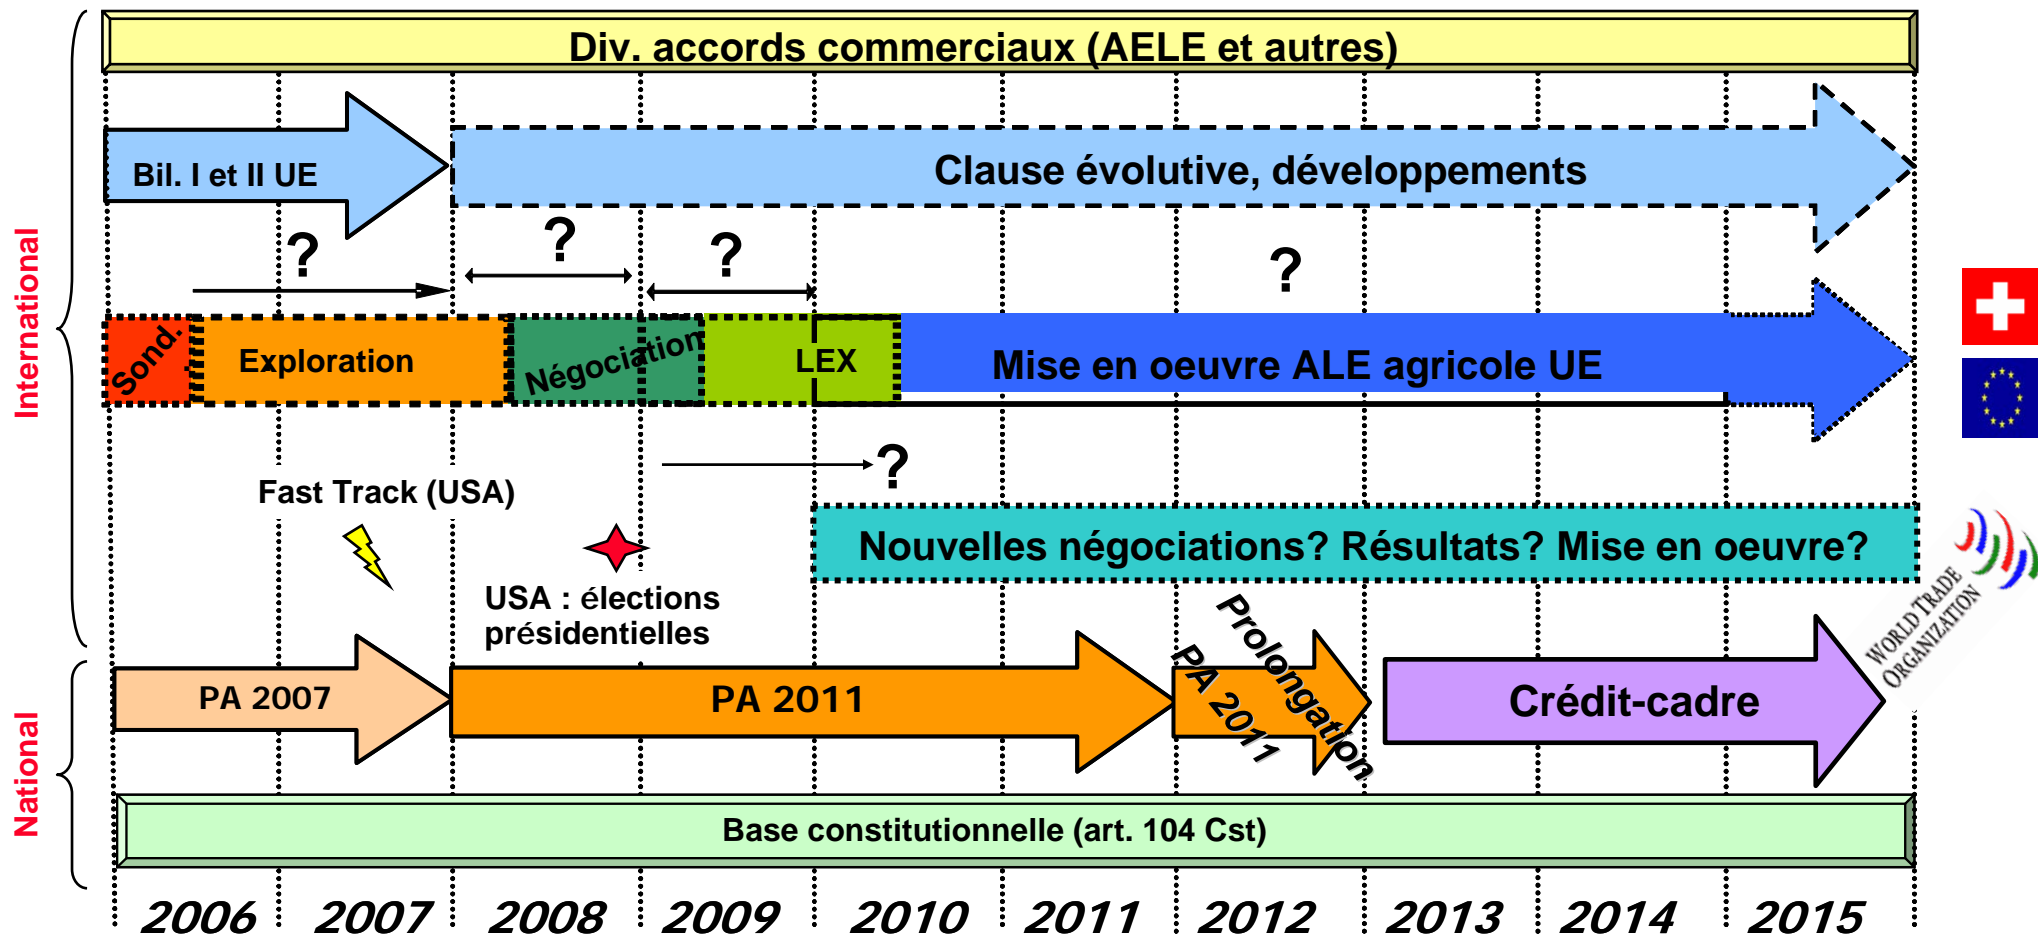 Div. accords commerciaux (AELE et autres)
Bil. I et II UE
Clause évolutive, développements
International
?
?
?
?
Sond.
Exploration
Négociation
LEX
Mise en oeuvre ALE agricole UE
?
Fast Track (USA)
Nouvelles négociations? Résultats? Mise en oeuvre?
USA : élections
présidentielles
WORLD TRADE
ORGANIZATION
National
PA 2007
PA 2011
Prolongation
PA 2011
Crédit-cadre
Base constitutionnelle (art. 104 Cst)
2006 2007 2008 2009 2010 2011 2012 2013 2014 2015